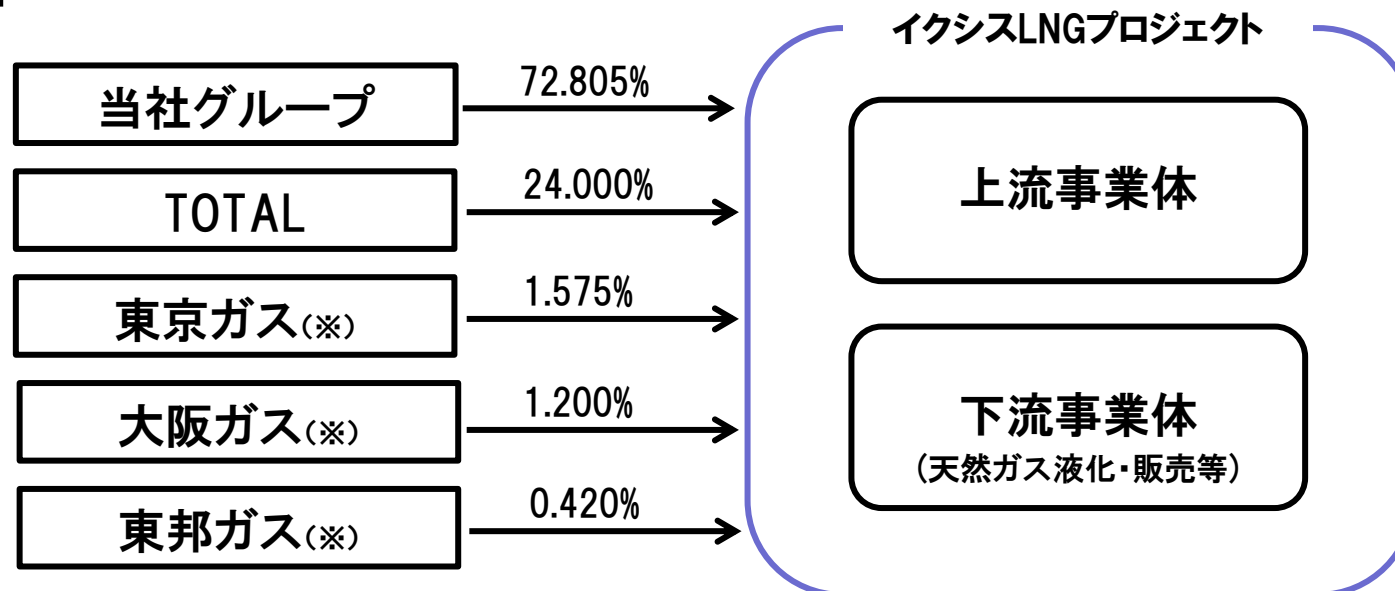 イクシスLNGプロジェクト
当社グループ
72.805%
TOTAL
24.000%
東京ガス(※)
1.575%
大阪ガス(※)
1.200%
東邦ガス(※)
0.420%
上流事業体
下流事業体
(天然ガス液化・販売等)